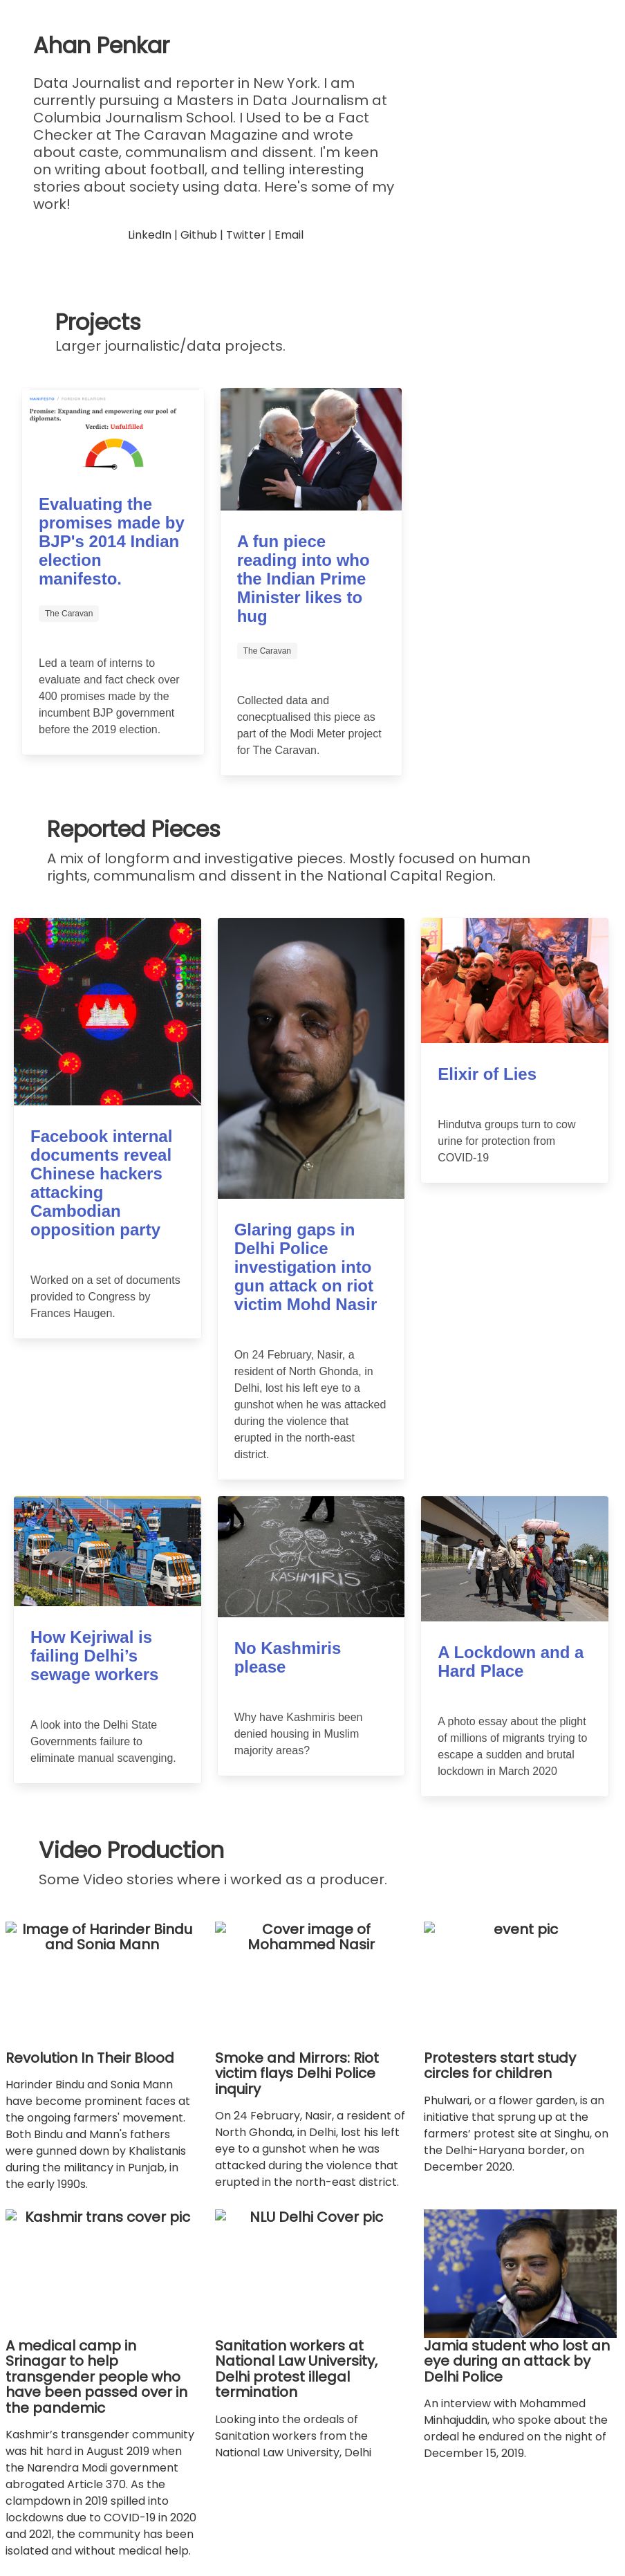 Ahan Penkar
Data Journalist and reporter in New York. I am
currently pursuing a Masters in Data Journalism at
Columbia Journalism School. I Used to be a Fact
Checker at The Caravan Magazine and wrote
about caste, communalism and dissent. I'm keen
on writing about football, and telling interesting
stories about society using data. Here's some of my
work!
LinkedIn | Github | Twitter | Email
Projects
Larger journalistic/data projects.
MANIFESTO / FOREIGN RELATIONS
Promise: Expanding and empowering our pool of
diplomats.
Verdict: Unfulfilled
Evaluating the
promises made by
BJP's 2014 Indian
election
manifesto.
The Caravan
Led a team of interns to
evaluate and fact check over
400 promises made by the
incumbent BJP government
before the 2019 election.
A fun piece
reading into who
the Indian Prime
Minister likes to
hug
The Caravan
Collected data and
conecptualised this piece as
part of the Modi Meter project
for The Caravan.
Reported Pieces
A mix of longform and investigative pieces. Mostly focused on human
rights, communalism and dissent in the National Capital Region.
Message
Facebook internal
documents reveal
Chinese hackers
attacking
Cambodian
opposition party
Worked on a set of documents
provided to Congress by
Frances Haugen.
Glaring gaps in
Delhi Police
investigation into
gun attack on riot
victim Mohd Nasir
On 24 February, Nasir, a
resident of North Ghonda, in
Delhi, lost his left eye to a
gunshot when he was attacked
during the violence that
erupted in the north-east
district.
Elixir of Lies
Hindutva groups turn to cow
urine for protection from
COVID-19
How Kejriwal is
failing Delhi’s
sewage workers
A look into the Delhi State
Governments failure to
eliminate manual scavenging.
KASHMIRIS
OUR STRUGG
No Kashmiris
please
Why have Kashmiris been
denied housing in Muslim
majority areas?
A Lockdown and a
Hard Place
A photo essay about the plight
of millions of migrants trying to
escape a sudden and brutal
lockdown in March 2020
Video Production
Some Video stories where i worked as a producer.
Image of Harinder Bindu
and Sonia Mann
Revolution In Their Blood
Harinder Bindu and Sonia Mann
have become prominent faces at
the ongoing farmers' movement.
Both Bindu and Mann's fathers
were gunned down by Khalistanis
during the militancy in Punjab, in
the early 1990s.
Cover image of
Mohammed Nasir
Smoke and Mirrors: Riot
victim flays Delhi Police
inquiry
On 24 February, Nasir, a resident of
North Ghonda, in Delhi, lost his left
eye to a gunshot when he was
attacked during the violence that
erupted in the north-east district.
event pic
Protesters start study
circles for children
Phulwari, or a flower garden, is an
initiative that sprung up at the
farmers’ protest site at Singhu, on
the Delhi-Haryana border, on
December 2020.
Kashmir trans cover pic
A medical camp in
Srinagar to help
transgender people who
have been passed over in
the pandemic
Kashmir’s transgender community
was hit hard in August 2019 when
the Narendra Modi government
abrogated Article 370. As the
clampdown in 2019 spilled into
lockdowns due to COVID-19 in 2020
and 2021, the community has been
isolated and without medical help.
NLU Delhi Cover pic
Sanitation workers at
National Law University,
Delhi protest illegal
termination
Looking into the ordeals of
Sanitation workers from the
National Law University, Delhi
Jamia student who lost an
eye during an attack by
Delhi Police
An interview with Mohammed
Minhajuddin, who spoke about the
ordeal he endured on the night of
December 15, 2019.